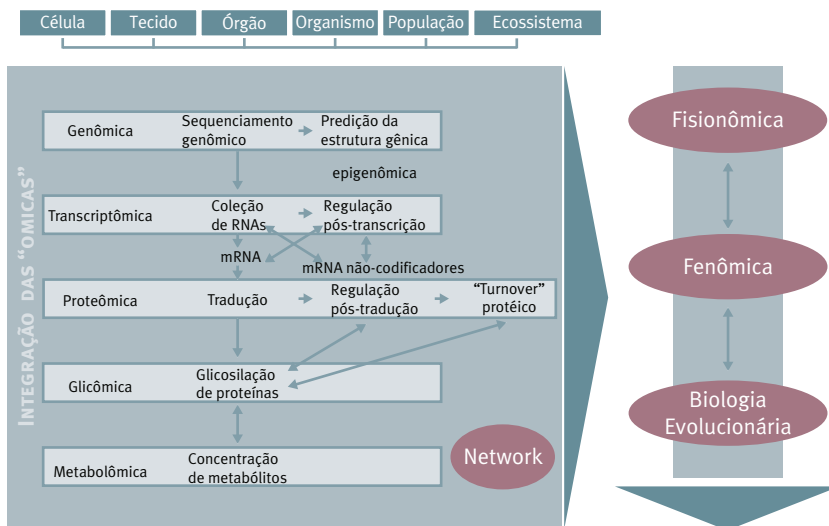 Célula
Tecido
Órgão
Organismo
População
Ecossistema
INTEGRAÇÃO DAS “OMICAS”
Genômica
Sequenciamento
genômico
Predição da
estrutura gênica
epigenômica
Transcriptômica
Coleção
de RNAs
Regulação
pós-transcrição
mRNA
mRNA não-codificadores
Proteômica
Tradução
Regulação
pós-tradução
“Turnover”
protéico
Glicômica
Glicosilação
de proteínas
Metabolômica
Concentração
de metabólitos
Network
Fisionômica
Fenômica
Biologia
Evolucionária